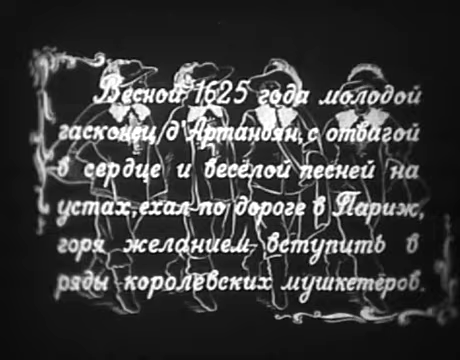 Весной 1625 года молодой
гасконец д'Артаньян, с отвагой
в сердце и весёлой песней на
устах, ехал по дороге в Париж,
горя желанием вступить в
ряды королевских мушкетёров.